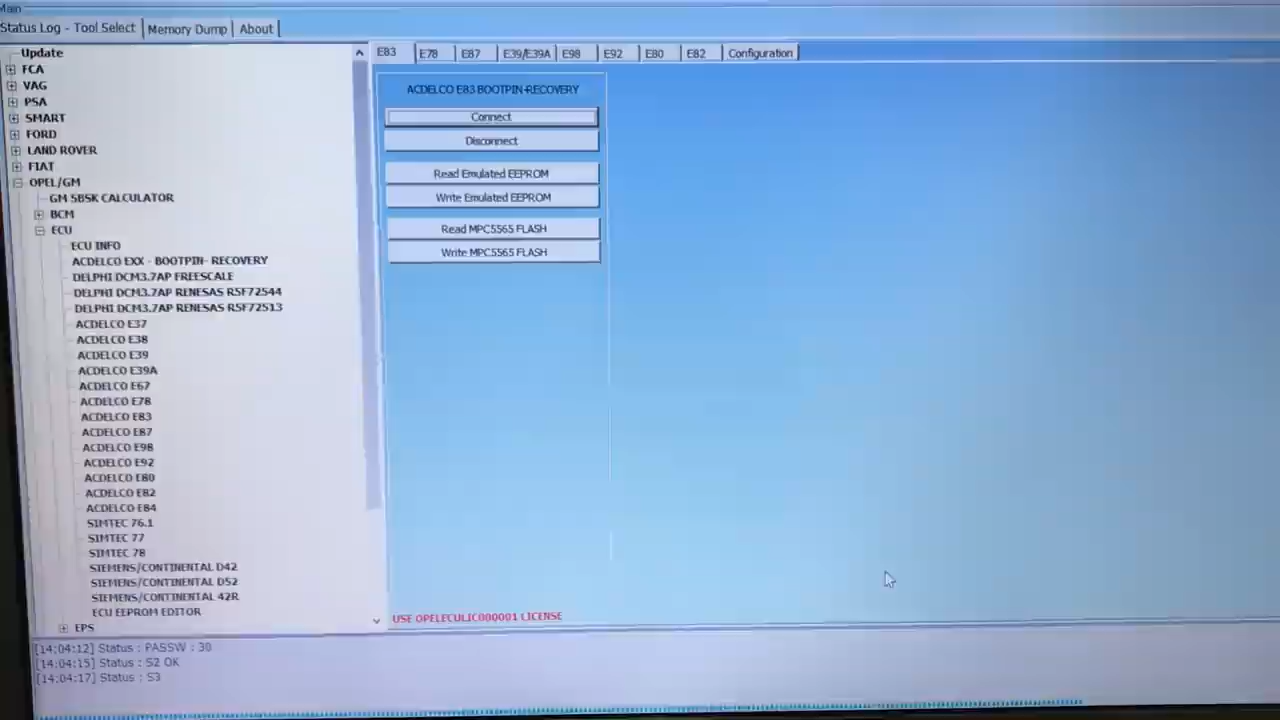 Main
Status Log - Tool Select Memory Dump About
Update
FCA
VAG
PSA
SMART
FORD
LAND ROVER
FIAT
OPEL/GM
GM 5B5K CALCULATOR
BCM
ECU
ECU INFO
ACDELCO EXX - BOOTPIN- RECOVERY
DELPHI DCM3.7AP FREESCALE
DELPHI DCM3.7AP RENESAS R5F72544
DELPHI DCM3.7AP RENESAS R5F72513
ACDELCO E37
ACDELCO E38
ACDELCO E39
ACDELCO E39A
ACDELCO E67
ACDELCO E78
ACDELCO E83
ACDELCO E87
ACDELCO E98
ACDELCO E92
ACDELCO E80
ACDELCO E82
ACDELCO E84
SIMTEC 76.1
SIMTEC 77
SIMTEC 78
SIEMENS/CONTINENTAL D42
SIEMENS/CONTINENTAL D52
SIEMENS/CONTINENTAL 42R
ECU EEPROM EDITOR
EPS
E83 E78 E87 E39/E39A E98 E92 E80 E82 Configuration
ACDELCO E83 BOOTPIN-RECOVERY
Connect
Disconnect
Read Emulated EEPROM
Write Emulated EEPROM
Read MPC5565 FLASH
Write MPC5565 FLASH
USE OPELECULIC000001 LICENSE
[14:04:12] Status : PASSW : 30
[14:04:15] Status : S2 OK
[14:04:17] Status : S3